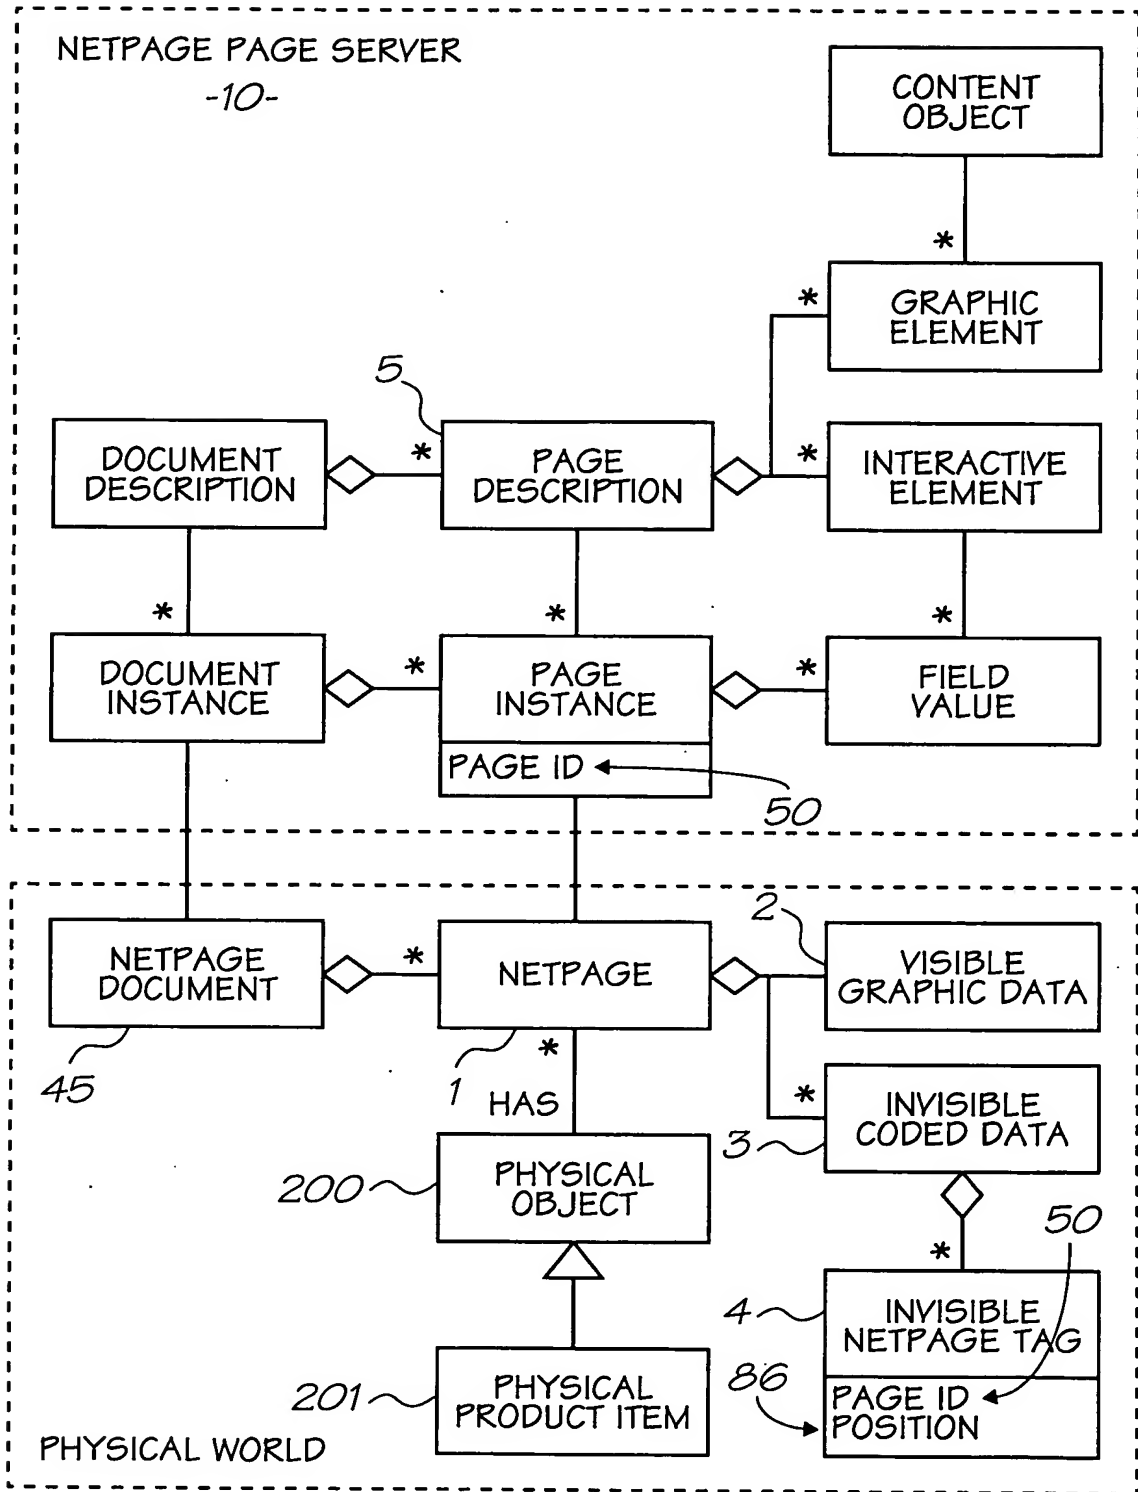 NETPAGE PAGE SERVER
-10-
CONTENT
OBJECT
*
*
GRAPHIC
ELEMENT
5
DOCUMENT
DESCRIPTION
*
PAGE
DESCRIPTION
*
INTERACTIVE
ELEMENT
*
*
*
DOCUMENT
INSTANCE
*
PAGE
INSTANCE
*
FIELD
VALUE
PAGE ID
50
NETPAGE
DOCUMENT
*
NETPAGE
2
VISIBLE
GRAPHIC DATA
45
1
*
HAS
*
INVISIBLE
CODED DATA
3
200
PHYSICAL
OBJECT
50
*
4
INVISIBLE
NETPAGE TAG
201
PHYSICAL
PRODUCT ITEM
86
PAGE ID
POSITION
PHYSICAL WORLD